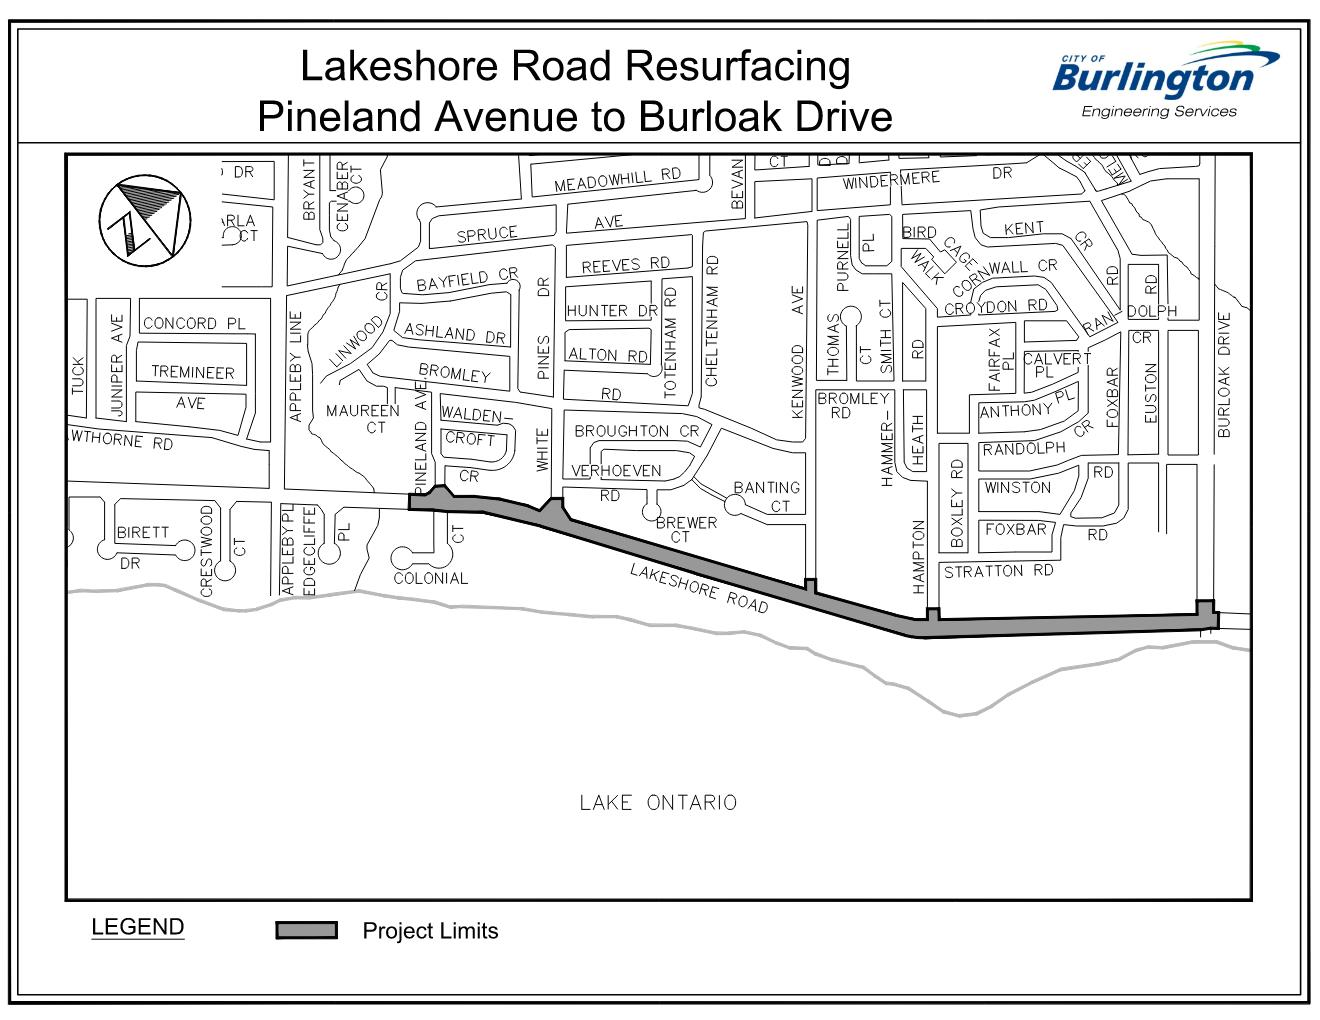 Lakeshore Road Resurfacing
Pineland Avenue to Burloak Drive
CITY OF
Burlington
Engineering Services
DR
ARLA
CT
BRYANT
CENABER
CT
MEADOWHILL RD
BEVAN
CT
WINDERMERE DR
SPRUCE AVE
PURNELL
PL
BIRD
CAGE
WALK
KENT
CR
CORNWALL CR
CROYDON RD
RAN
DOLPH
CR
RD
RD
BAYFIELD CR
LINWOOD
CR
ASHLAND DR
BROMLEY
RD
REEVES RD
HUNTER DR
ALTON RD
TOTENHAM RD
CHELTENHAM RD
KENWOOD AVE
THOMAS
CT
SMITH CT
RD
FAIRFAX
PL
CALVERT
PL
ANTHONY PL
RANDOLPH
CR
RD
WINSTON
FOXBAR
RD
FOXBAR
EUSTON
BURLOAK DRIVE
TUCK
JUNIPER AVE
CONCORD PL
TREMINEER
AVE
WTHORNE RD
APPLEBY LINE
MAUREEN
CT
PINELAND AVE.
WALDEN-
CROFT
CR
WHITE
PINES
DR
BROUGHTON CR
VERHOEVEN
RD
BREWER
CT
BANTING
CT
BROMLEY
RD
HAMMER-
HEATH
HAMPTON
BOXLEY RD
STRATTON RD
BIRETT
DR
CRESTWOOD
CT
APPLEBY PL
EDGECLIFFE
PL
COLONIAL
CT
LAKESHORE ROAD
LAKE ONTARIO
LEGEND
Project Limits